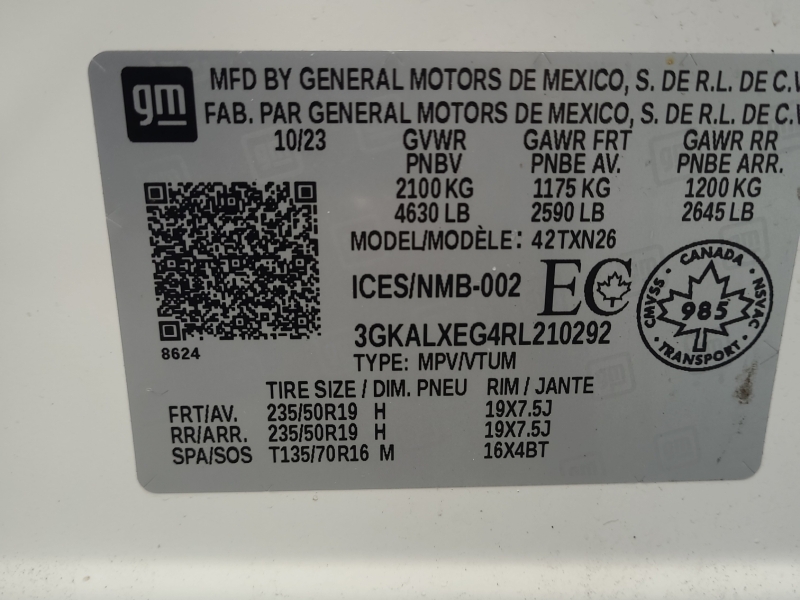 gm
MFD BY GENERAL MOTORS DE MEXICO, S. DE R.L. DE C.V
FAB. PAR GENERAL MOTORS DE MEXICO, S. DE R.L. DE C.V
10/23 GVWR GAWR FRT GAWR RR
PNBV PNBE AV. PNBE ARR.
2100 KG 1175 KG 1200 KG
4630 LB 2590 LB 2645 LB
MODEL/MODÈLE: 42TXN26
ICES/NMB-002 EC
CANADA
CMVSS NSVAC
985
TRANSPORT
3GKALXEG4RL210292
8624
TYPE: MPV/VTUM
TIRE SIZE / DIM. PNEU RIM / JANTE
FRT/AV. 235/50R19 H 19X7.5J
RR/ARR. 235/50R19 H 19X7.5J
SPA/SOS T135/70R16 M 16X4BT